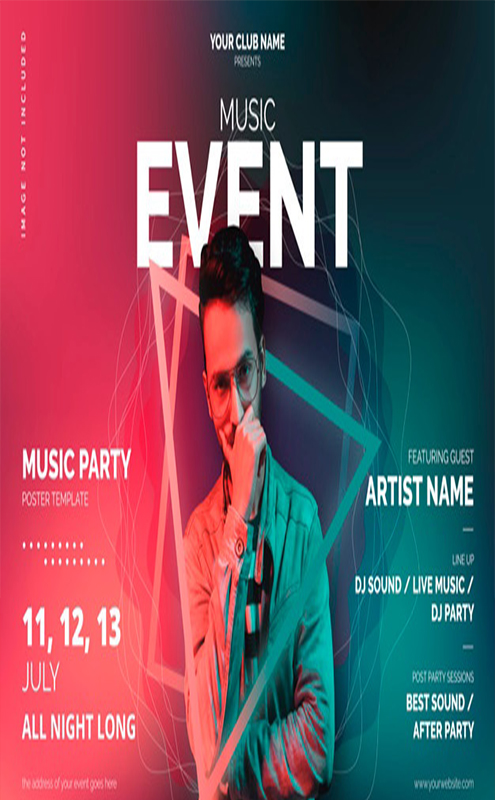 IMAGE NOT INCLUDED
YOUR CLUB NAME
PRESENTS
MUSIC
EVENT
MUSIC PARTY
POSTER TEMPLATE
11, 12, 13
JULY
ALL NIGHT LONG
the address of your event goes here
FEATURING GUEST
ARTIST NAME
LINE UP
DJ SOUND / LIVE MUSIC /
DJ PARTY
POST PARTY SESSIONS
BEST SOUND /
AFTER PARTY
www.yourwebsite.com